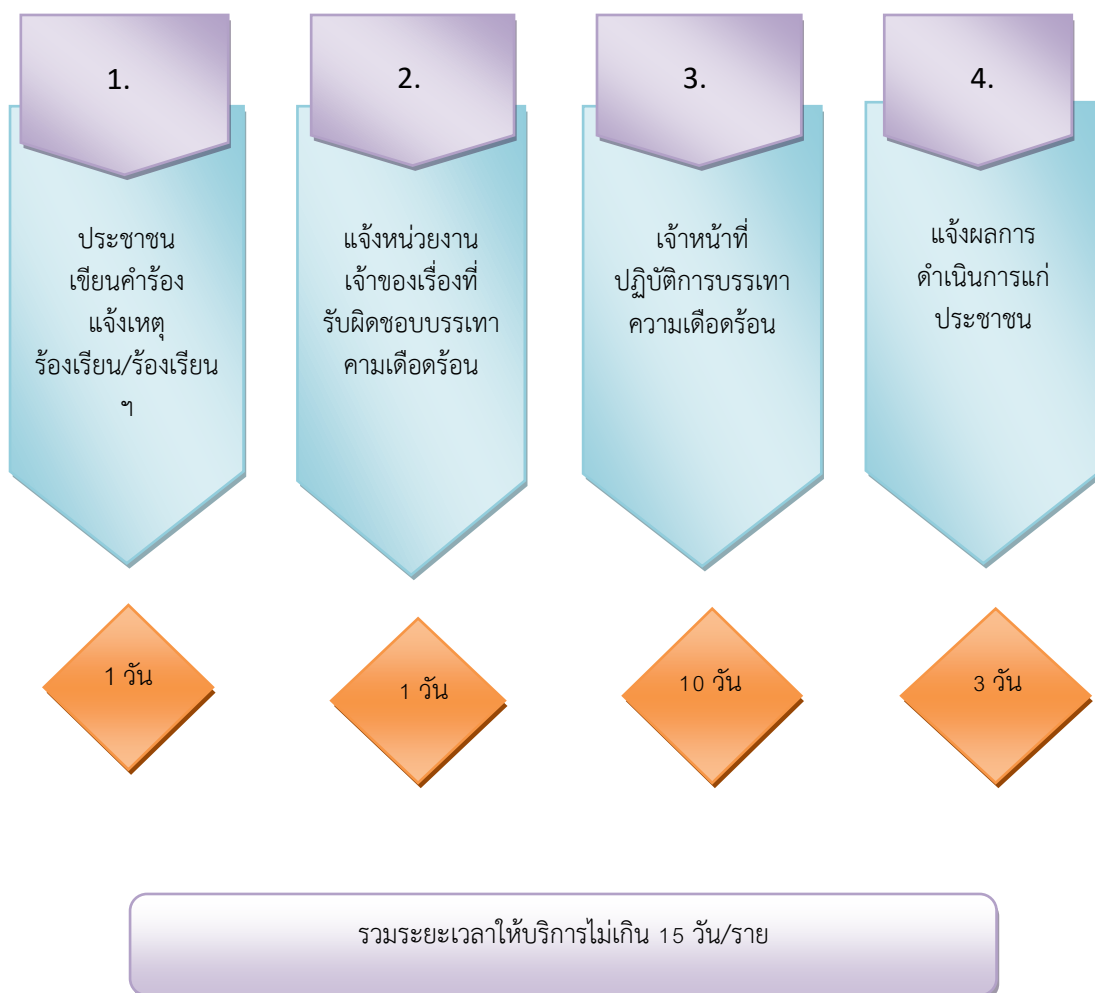 1.
ประชาชน
เขียนคำร้อง
แจ้งเหตุ
ร้องเรียน/ร้องเรียน
ฯ
1 วัน
2.
แจ้งหน่วยงาน
เจ้าของเรื่องที่
รับผิดชอบบรรเทา
คามเดือดร้อน
1 วัน
3.
เจ้าหน้าที่
ปฏิบัติการบรรเทา
ความเดือดร้อน
10 วัน
4.
แจ้งผลการ
ดำเนินการแก่
ประชาชน
3 วัน
รวมระยะเวลาให้บริการไม่เกิน 15 วัน/ราย